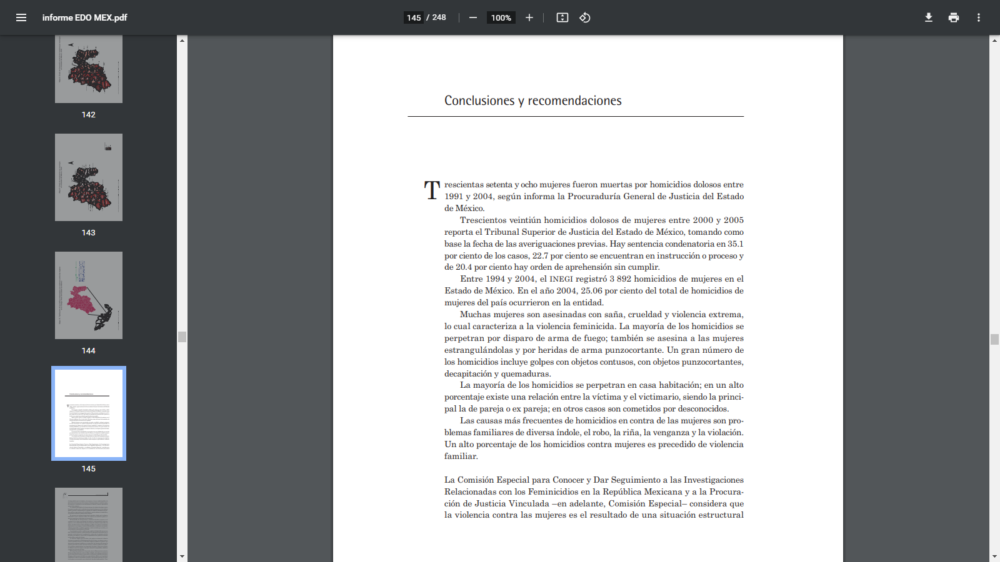 informe EDO MEX.pdf
145 / 248
100%
142
143
144
145
Conclusiones y recomendaciones
Trescientas setenta y ocho mujeres fueron muertas por homicidios dolosos entre
1991 y 2004, según informa la Procuraduría General de Justicia del Estado
de México.
Trescientos veintiún homicidios dolosos de mujeres entre 2000 y 2005
reporta el Tribunal Superior de Justicia del Estado de México, tomando como
base la fecha de las averiguaciones previas. Hay sentencia condenatoria en 35.1
por ciento de los casos, 22.7 por ciento se encuentran en instrucción o proceso y
de 20.4 por ciento hay orden de aprehensión sin cumplir.
Entre 1994 y 2004, el INEGI registró 3 892 homicidios de mujeres en el
Estado de México. En el año 2004, 25.06 por ciento del total de homicidios de
mujeres del país ocurrieron en la entidad.
Muchas mujeres son asesinadas con saña, crueldad y violencia extrema,
lo cual caracteriza a la violencia feminicida. La mayoría de los homicidios se
perpetran por disparo de arma de fuego; también se asesina a las mujeres
estrangulándolas y por heridas de arma punzocortante. Un gran número de
los homicidios incluye golpes con objetos contusos, con objetos punzocortantes,
decapitación y quemaduras.
La mayoría de los homicidios se perpetran en casa habitación; en un alto
porcentaje existe una relación entre la víctima y el victimario, siendo la princi-
pal la de pareja o ex pareja; en otros casos son cometidos por desconocidos.
Las causas más frecuentes de homicidios en contra de las mujeres son pro-
blemas familiares de diversa índole, el robo, la riña, la venganza y la violación.
Un alto porcentaje de los homicidios contra mujeres es precedido de violencia
familiar.
La Comisión Especial para Conocer y Dar Seguimiento a las Investigaciones
Relacionadas con los Feminicidios en la República Mexicana y a la Procura-
ción de Justicia Vinculada –en adelante, Comisión Especial– considera que
la violencia contra las mujeres es el resultado de una situación estructural